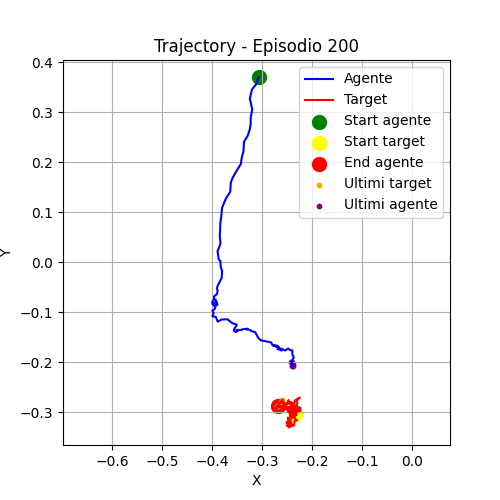 Trajectory - Episodio 200
0.4
0.3
0.2
0.1
0.0
−0.1
−0.2
−0.3
Y
−0.6
−0.5
−0.4
−0.3
−0.2
−0.1
0.0
X
Agente
Target
Start agente
Start target
End agente
Ultimi target
Ultimi agente